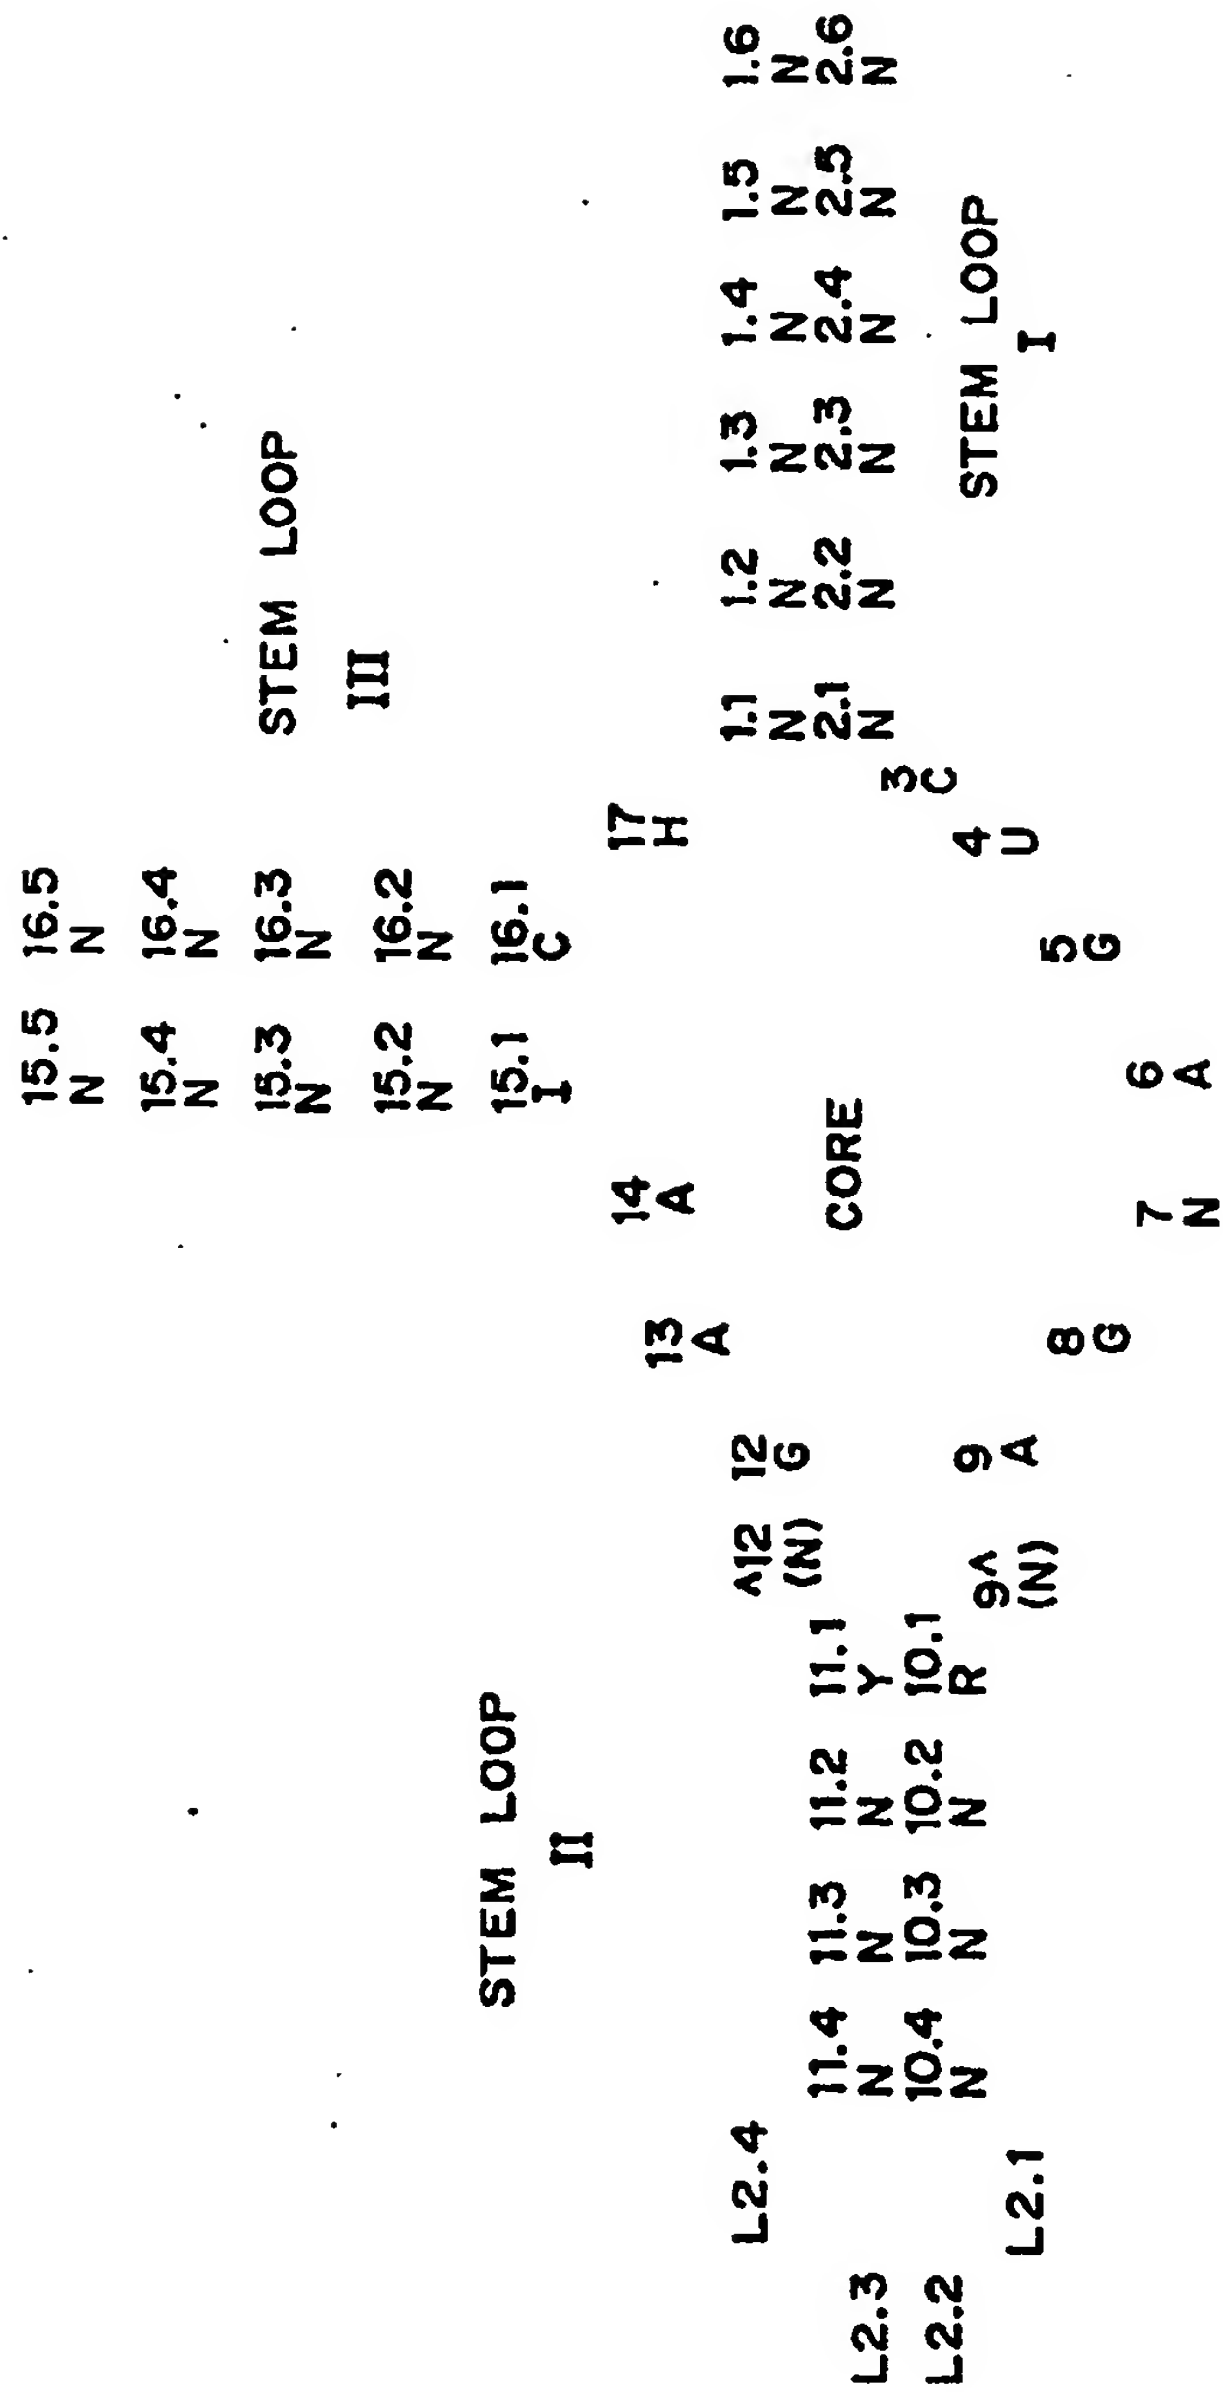 15.5 16.5
N N
15.4 16.4
N N
15.3 16.3
N N
STEM LOOP
III
15.2 16.2
N N
15.1 16.1
I C
STEM LOOP
II
14 17
A H
13
A
L2.4 ^12 12 1.1 1.2 1.3 1.4 1.5 1.6
(N) G N N N N N N
11.4 11.3 11.2 11.1 CORE 2.1 2.2 2.3 2.4 2.5 2.6
L2.3 N N N Y N N N N N N
10.4 10.3 10.2 10.1 3
L2.2 N N N R C
9^ 9 4 STEM LOOP
L2.1 (N) A U I
8 5
G G
7 6
N A